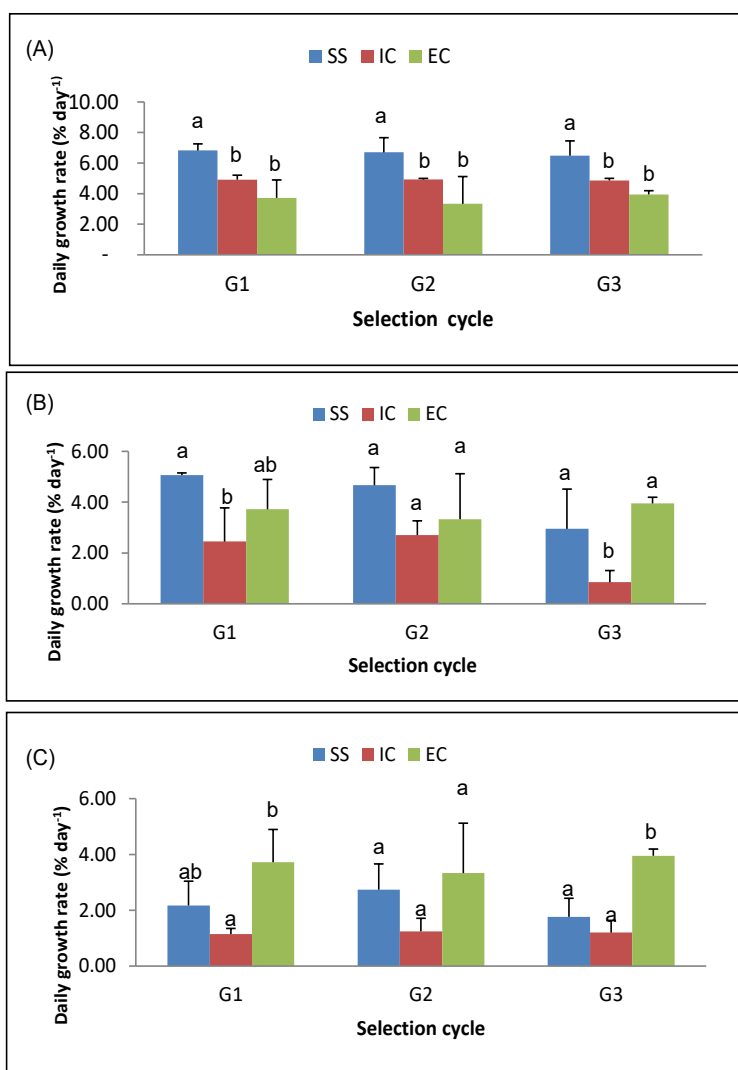 (A)
SS IC EC
Daily growth rate (% day-1)
10.00
8.00
6.00
4.00
2.00
-
a b b
a b b
a b b
G1 G2 G3
Selection cycle
(B)
SS IC EC
Daily growth rate (% day-1)
6.00
4.00
2.00
0.00
a b ab
a a a
a b a
G1 G2 G3
Selection cycle
(C)
SS IC EC
Daily growth rate (% day-1)
6.00
4.00
2.00
0.00
ab a b
a a a
a a b
G1 G2 G3
Selection cycle